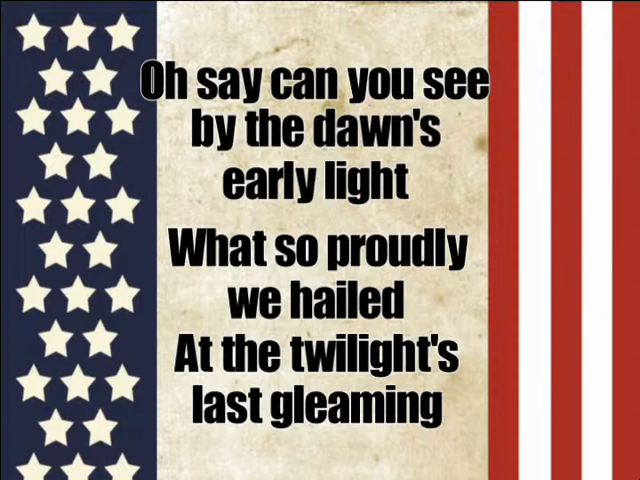 Oh say can you see
by the dawn's
early light
What so proudly
we hailed
At the twilight's
last gleaming